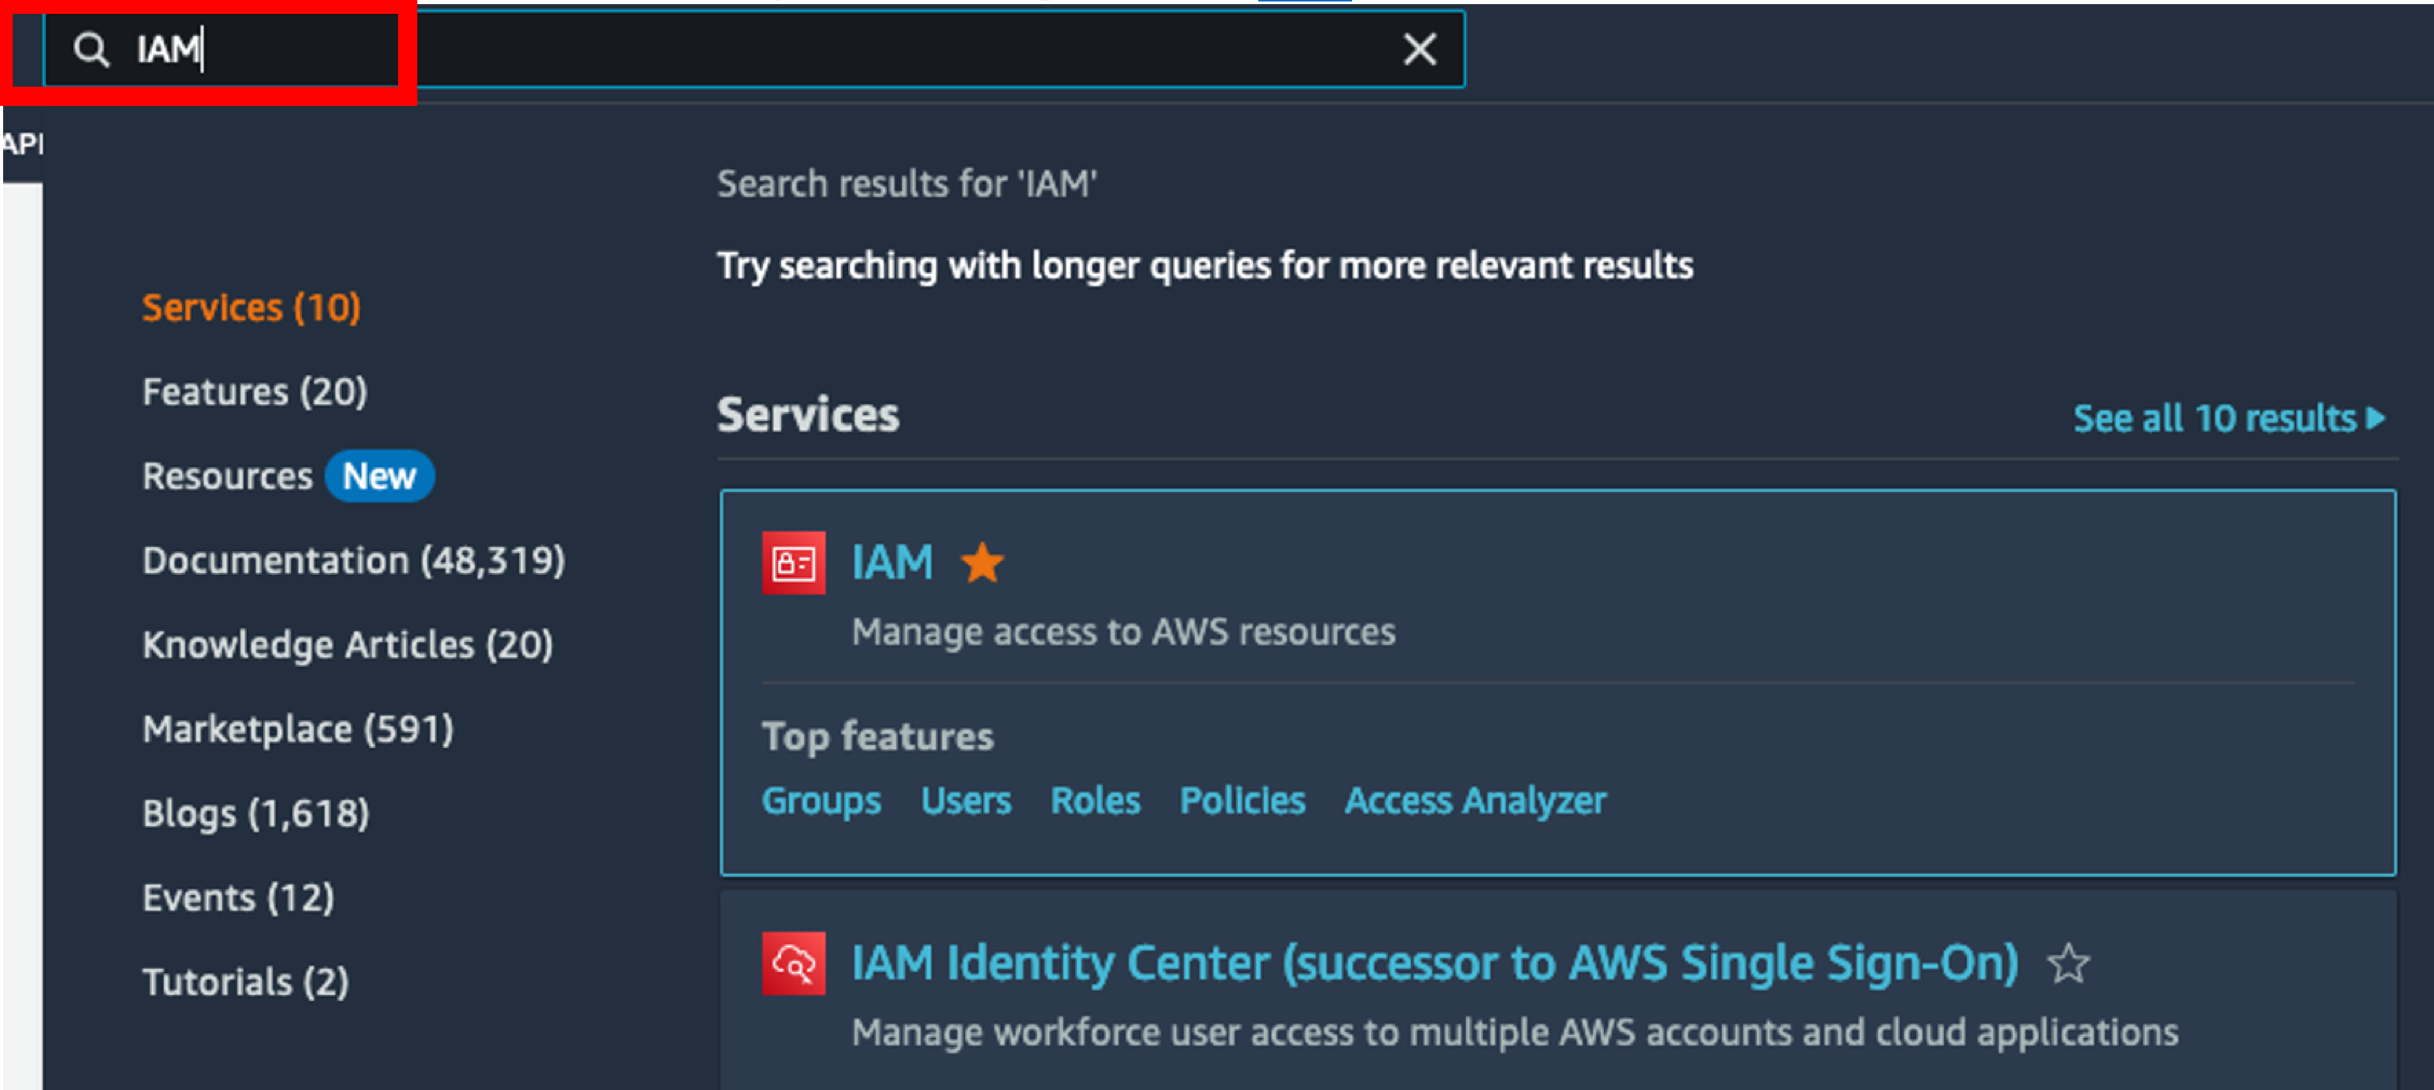 IAM
API
Search results for 'IAM'
Try searching with longer queries for more relevant results
Services (10)
Features (20)
Resources New
Documentation (48,319)
Knowledge Articles (20)
Marketplace (591)
Blogs (1,618)
Events (12)
Tutorials (2)
Services
See all 10 results
IAM
Manage access to AWS resources
Top features
Groups Users Roles Policies Access Analyzer
IAM Identity Center (successor to AWS Single Sign-On)
Manage workforce user access to multiple AWS accounts and cloud applications